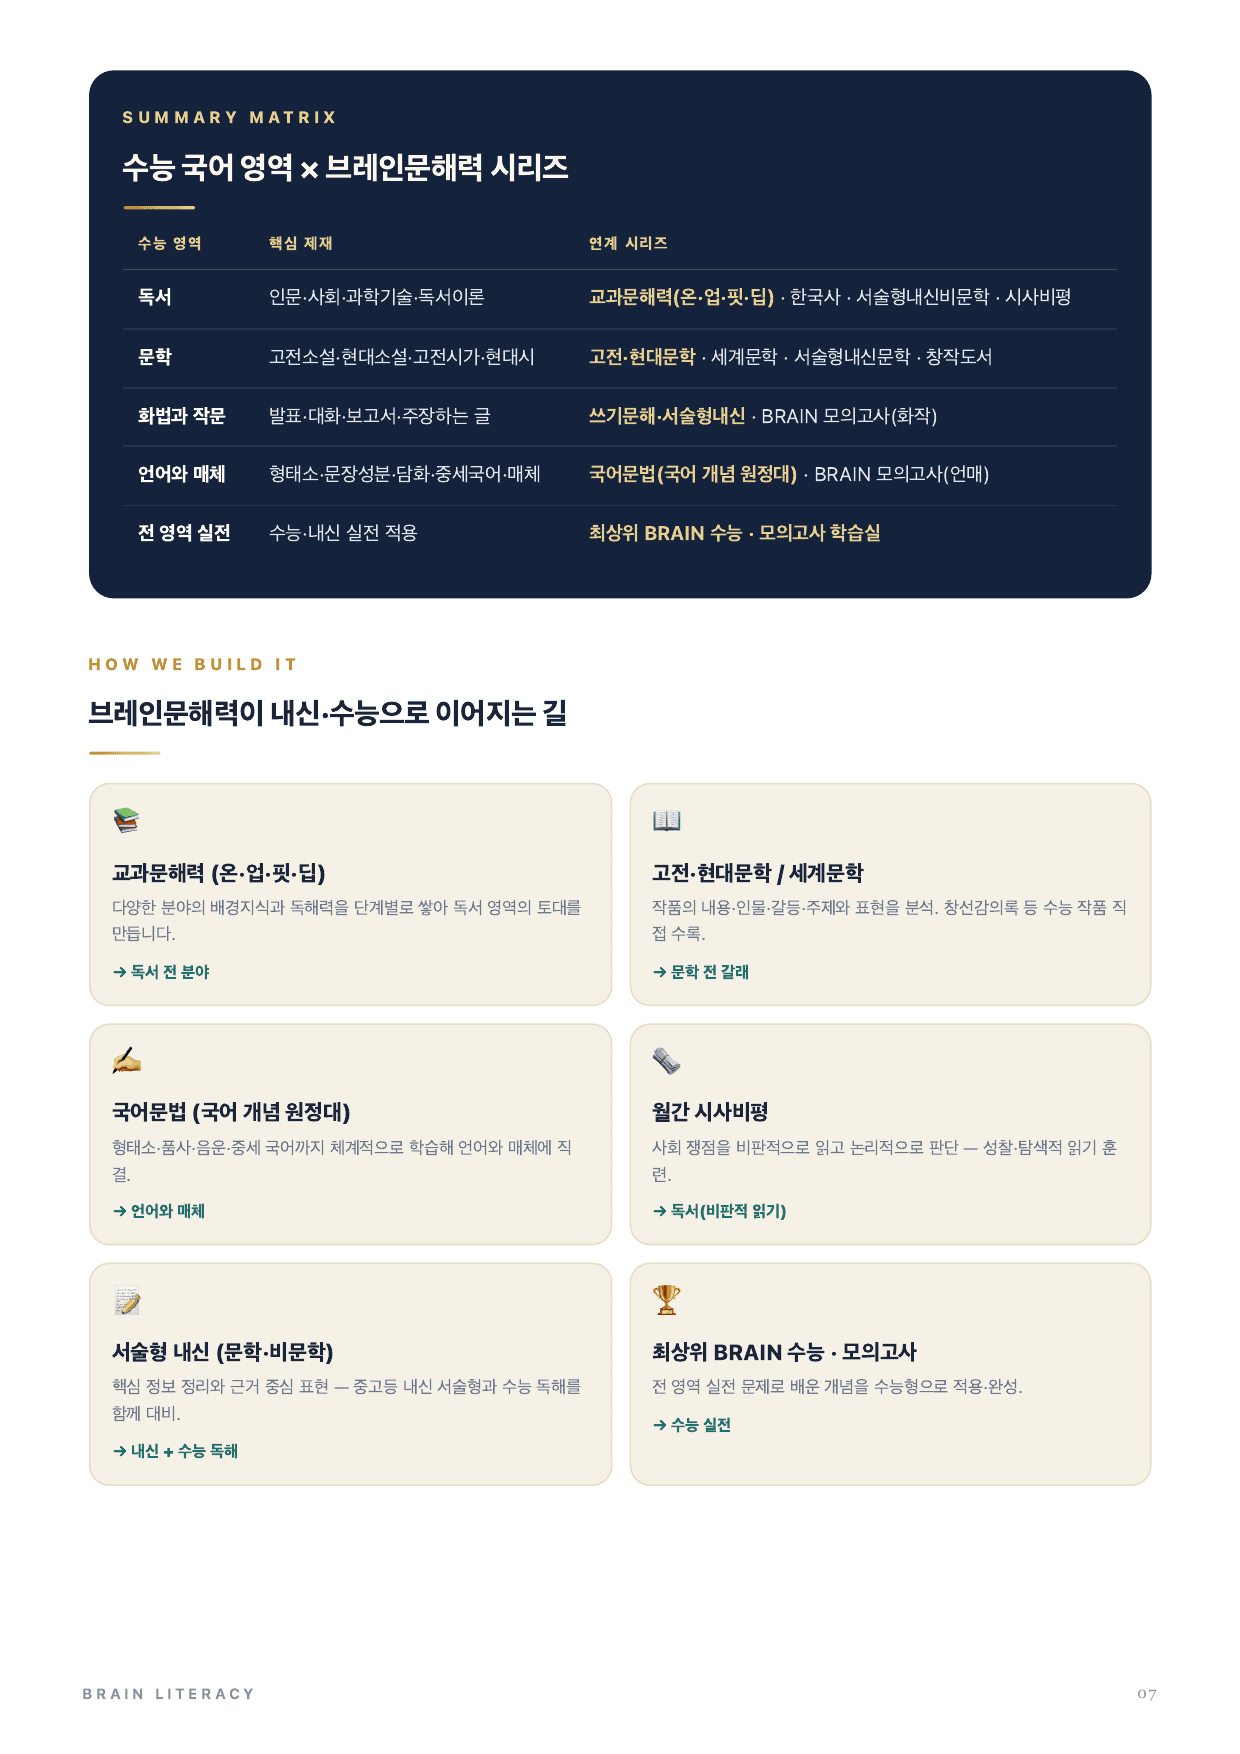 SUMMARY MATRIX
수능 국어 영역 × 브레인문해력 시리즈
수능 영역 핵심 제재 연계 시리즈
독서 인문·사회·과학기술·독서이론 교과문해력(온·업·핏·딥) · 한국사 · 서술형내신비문학 · 시사비평
문학 고전소설·현대소설·고전시가·현대시 고전·현대문학 · 세계문학 · 서술형내신문학 · 창작도서
화법과 작문 발표·대화·보고서·주장하는 글 쓰기문해·서술형내신 · BRAIN 모의고사(화작)
언어와 매체 형태소·문장성분·담화·중세국어·매체 국어문법(국어 개념 원정대) · BRAIN 모의고사(언매)
전 영역 실전 수능·내신 실전 적용 최상위 BRAIN 수능 · 모의고사 학습실
HOW WE BUILD IT
브레인문해력이 내신·수능으로 이어지는 길
교과문해력 (온·업·핏·딥)
다양한 분야의 배경지식과 독해력을 단계별로 쌓아 독서 영역의 토대를
만듭니다.
→ 독서 전 분야
고전·현대문학 / 세계문학
작품의 내용·인물·갈등·주제와 표현을 분석. 창선감의록 등 수능 작품 직
접 수록.
→ 문학 전 갈래
국어문법 (국어 개념 원정대)
형태소·품사·음운·중세 국어까지 체계적으로 학습해 언어와 매체에 직
결.
→ 언어와 매체
월간 시사비평
사회 쟁점을 비판적으로 읽고 논리적으로 판단 — 성찰·탐색적 읽기 훈
련.
→ 독서(비판적 읽기)
서술형 내신 (문학·비문학)
핵심 정보 정리와 근거 중심 표현 — 중고등 내신 서술형과 수능 독해를
함께 대비.
→ 내신 + 수능 독해
최상위 BRAIN 수능 · 모의고사
전 영역 실전 문제로 배운 개념을 수능형으로 적용·완성.
→ 수능 실전
BRAIN LITERACY 07